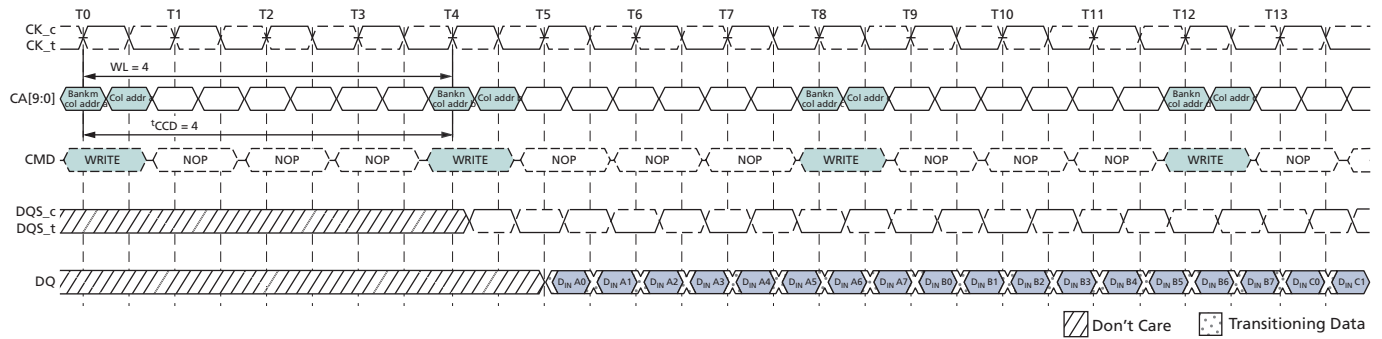 T0 T1 T2 T3 T4 T5 T6 T7 T8 T9 T10 T11 T12 T13
CK_c
CK_t
WL = 4
CA[9:0] Bankm col addr a Col addr a Bankn col addr b Col addr b Bankn col addr c Col addr c Bankn col addr d Col addr d
tCCD = 4
CMD WRITE NOP NOP NOP WRITE NOP NOP NOP WRITE NOP NOP NOP WRITE NOP
DQS_c
DQS_t
DQ DIN A0 DIN A1 DIN A2 DIN A3 DIN A4 DIN A5 DIN A6 DIN A7 DIN B0 DIN B1 DIN B2 DIN B3 DIN B4 DIN B5 DIN B6 DIN B7 DIN C0 DIN C1
Don't Care Transitioning Data